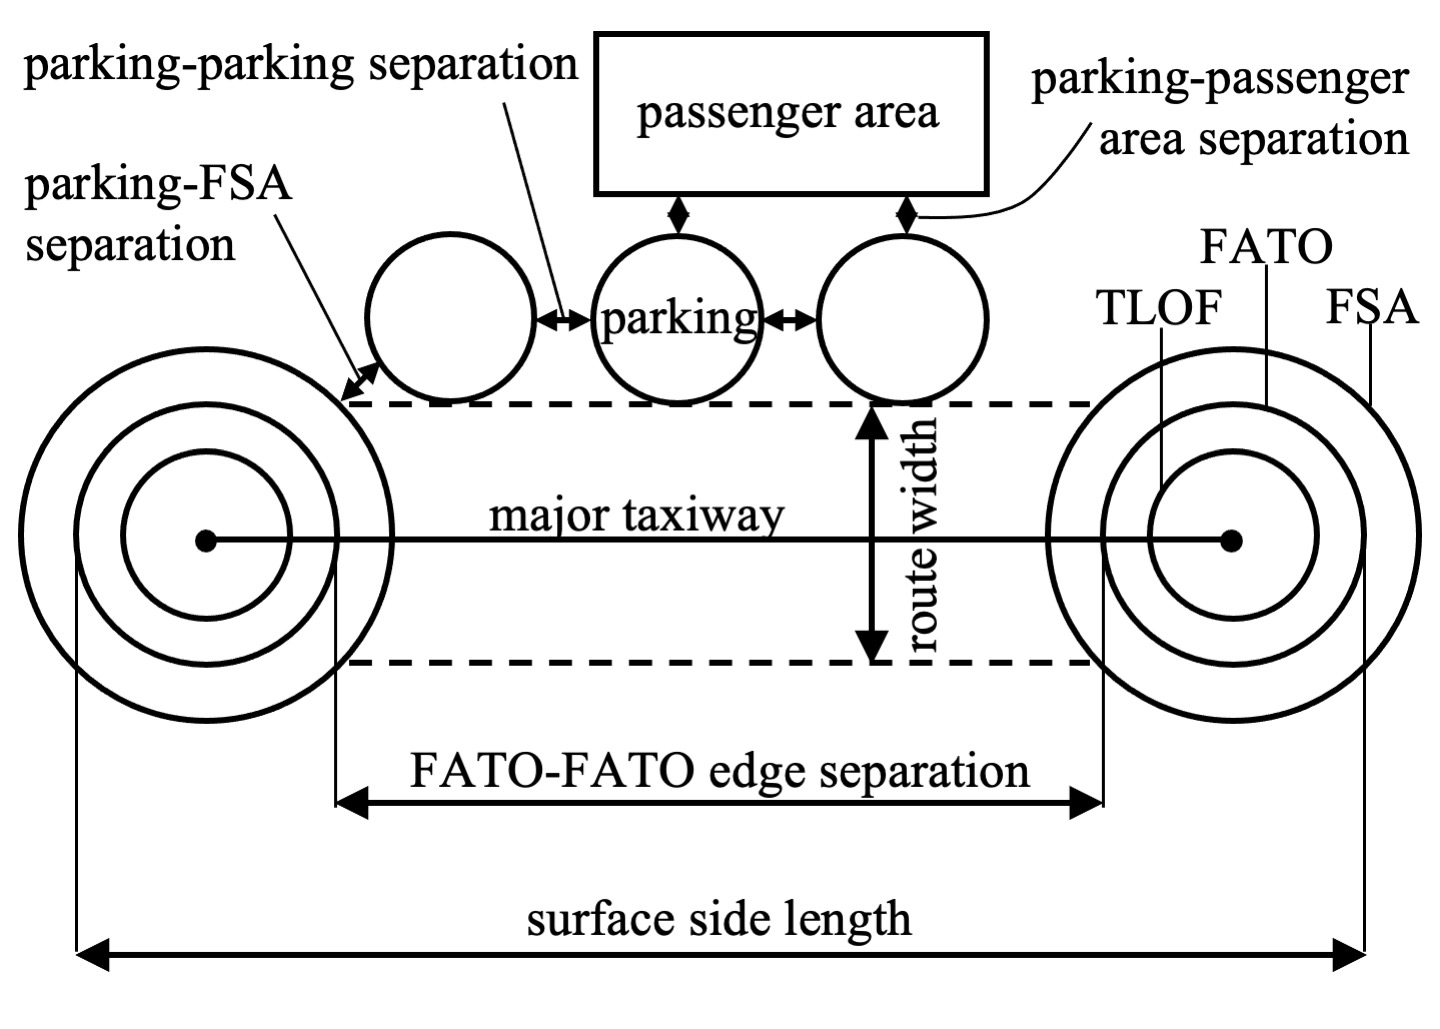 parking-parking separation
passenger area
parking-passenger
area separation
parking-FSA
separation
FATO
TLOF
FSA
parking
major taxiway
route width
FATO-FATO edge separation
surface side length